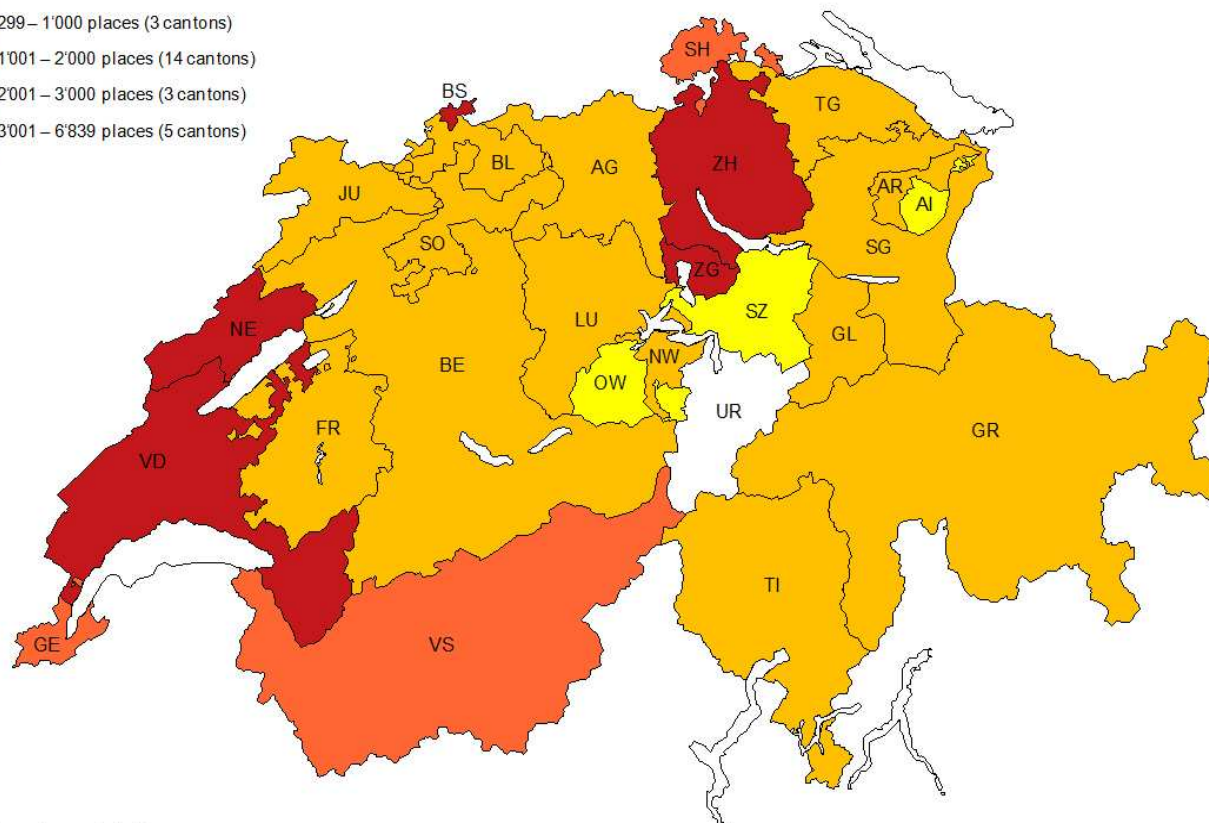 299 – 1'000 places (3 cantons)
1'001 – 2'000 places (14 cantons)
2'001 – 3'000 places (3 cantons)
3'001 – 6'839 places (5 cantons)
SH
BS
TG
BL
AG
ZH
JU
AR
AI
SO
SG
ZG
NE
LU
SZ
GL
BE
NW
OW
UR
FR
GR
VD
TI
GE
VS